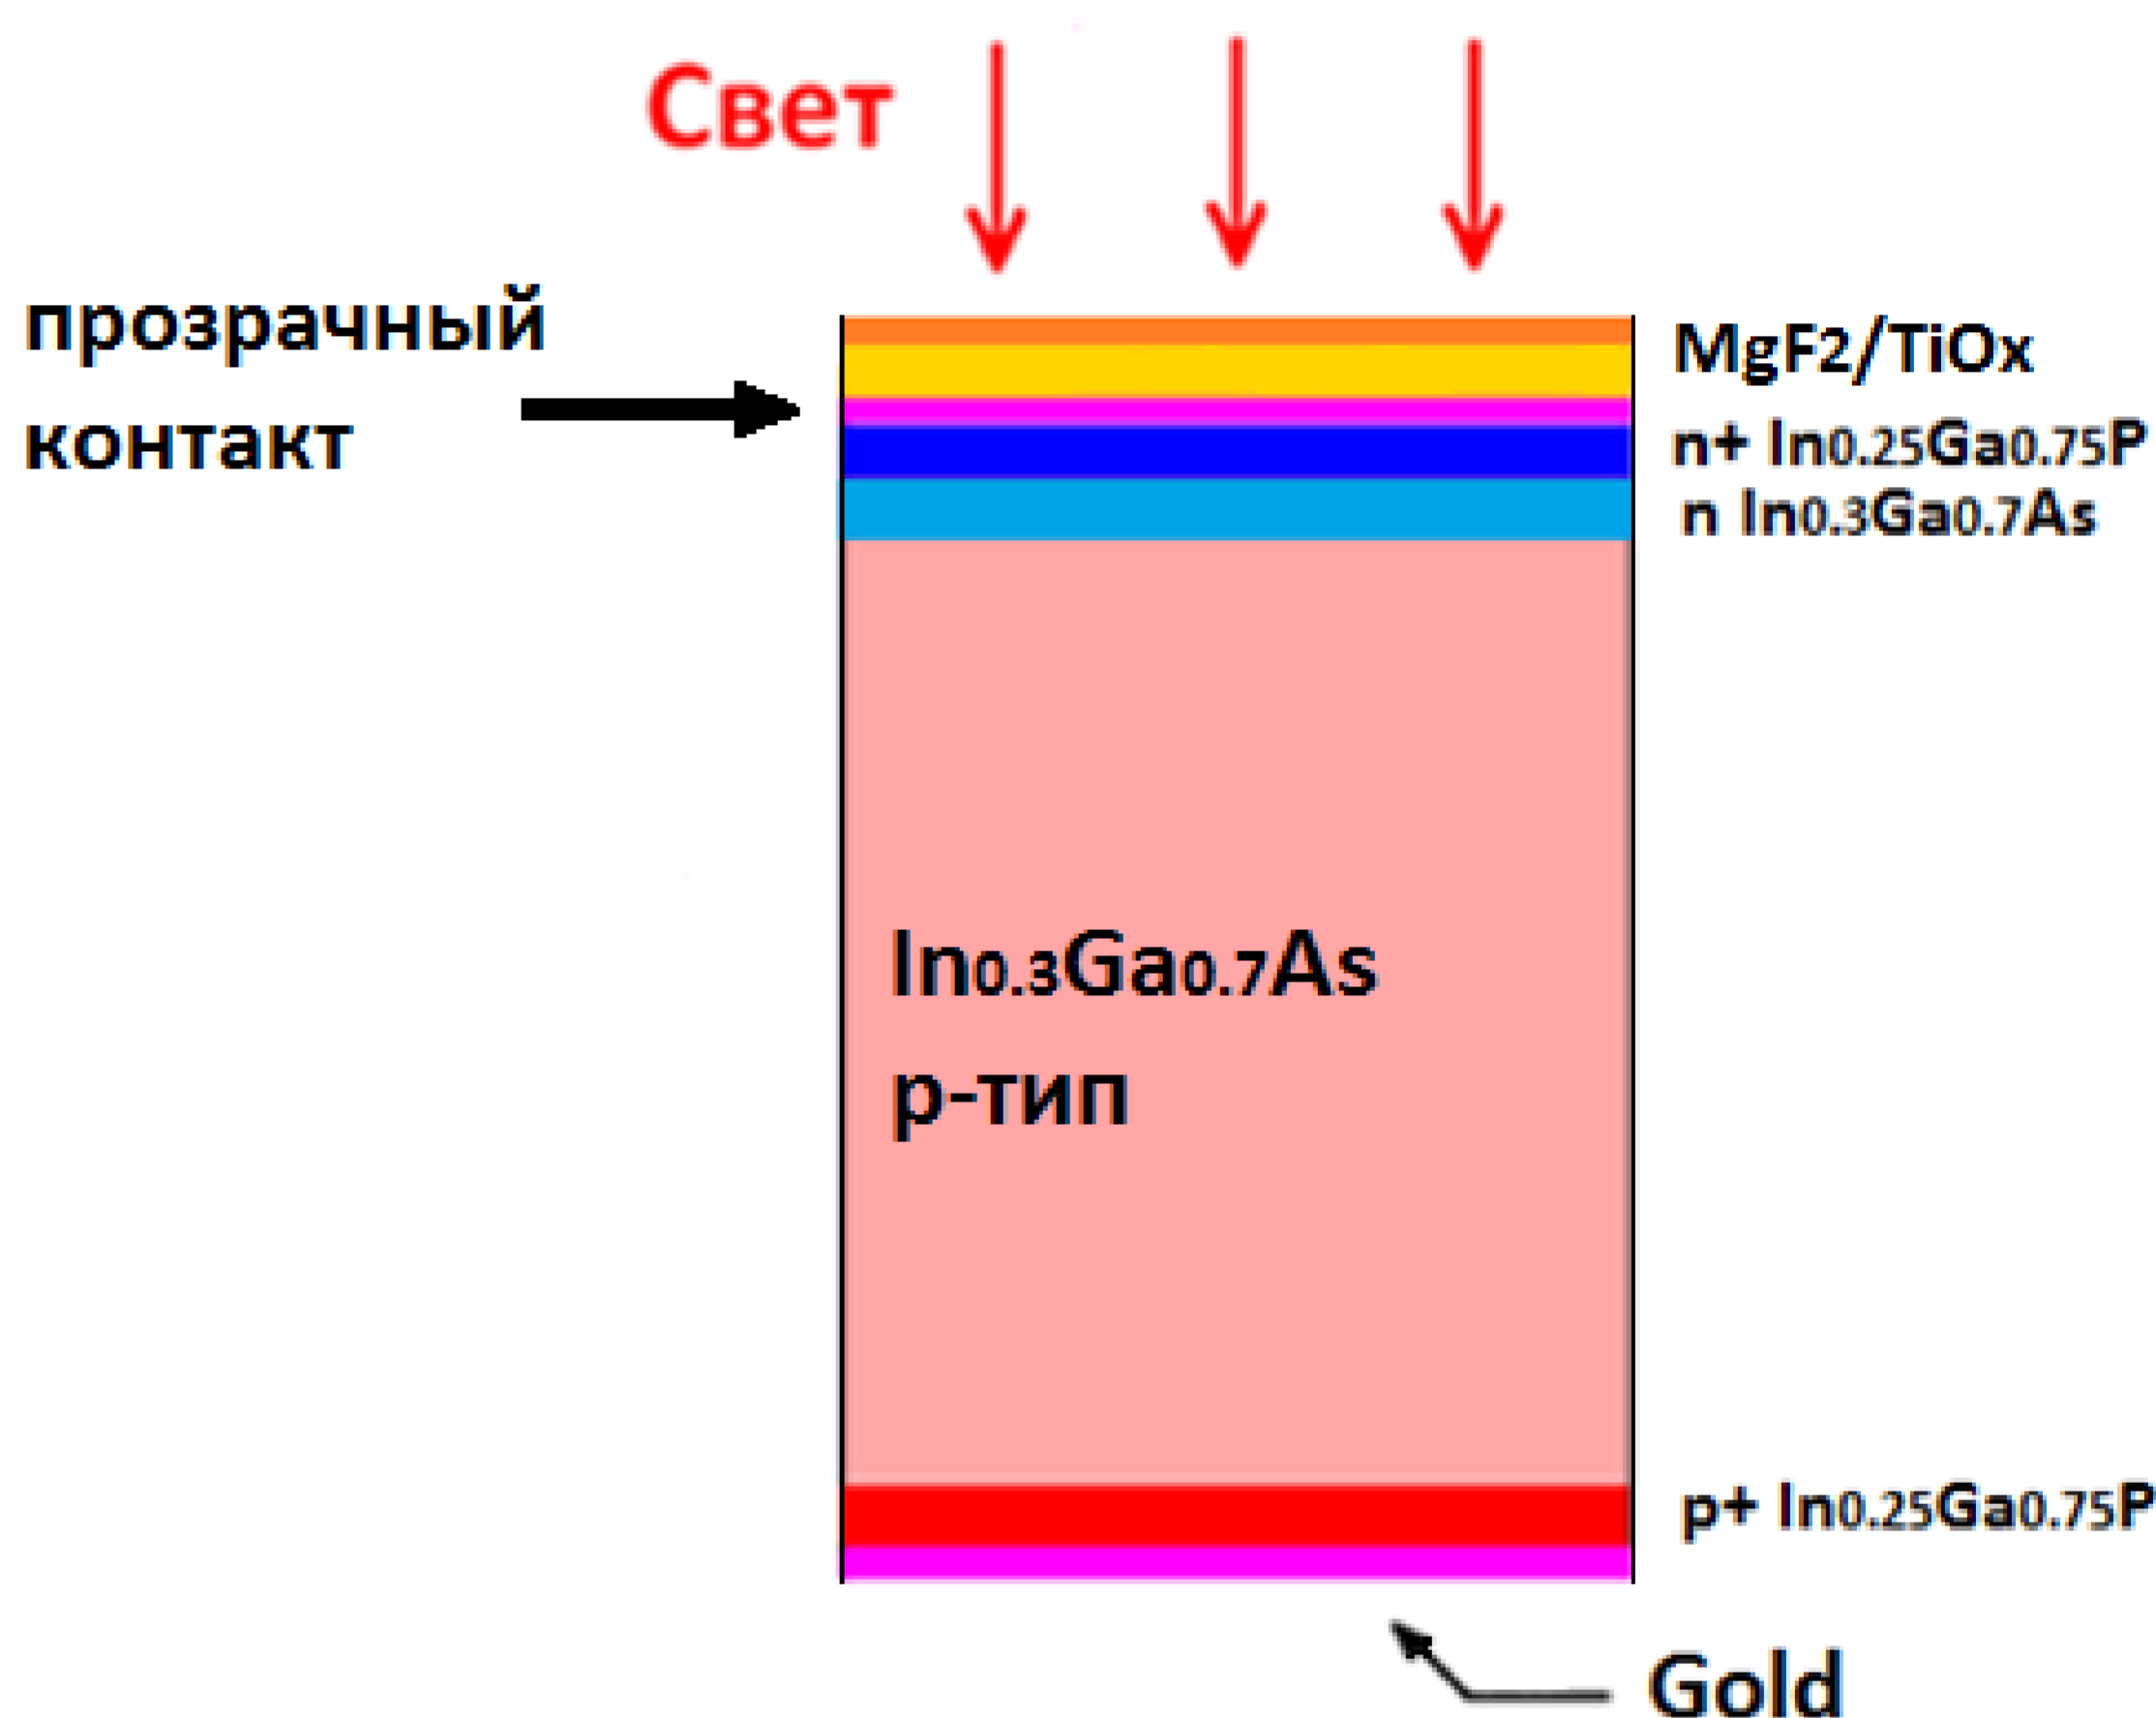 Свет
прозрачный
контакт
MgF2/TiOx
n+ In0.25Ga0.75P
n In0.3Ga0.7As
In0.3Ga0.7As
р-тип
p+ In0.25Ga0.75P
Gold